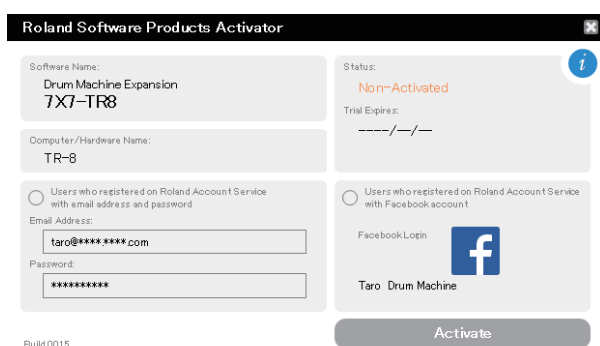 Roland Software Products Activator
Software Name:
Drum Machine Expansion
7X7-TR8
Computer/Hardware Name:
TR-8
Status:
Non-Activated
Trial Expires:
----/--/--
i
Users who registered on Roland Account Service
with email address and password
Email Address:
taro@****.****.com
Password:
**********
Users who registered on Roland Account Service
with Facebook account
Facebook Login
f
Taro Drum Machine
Build 0015
Activate